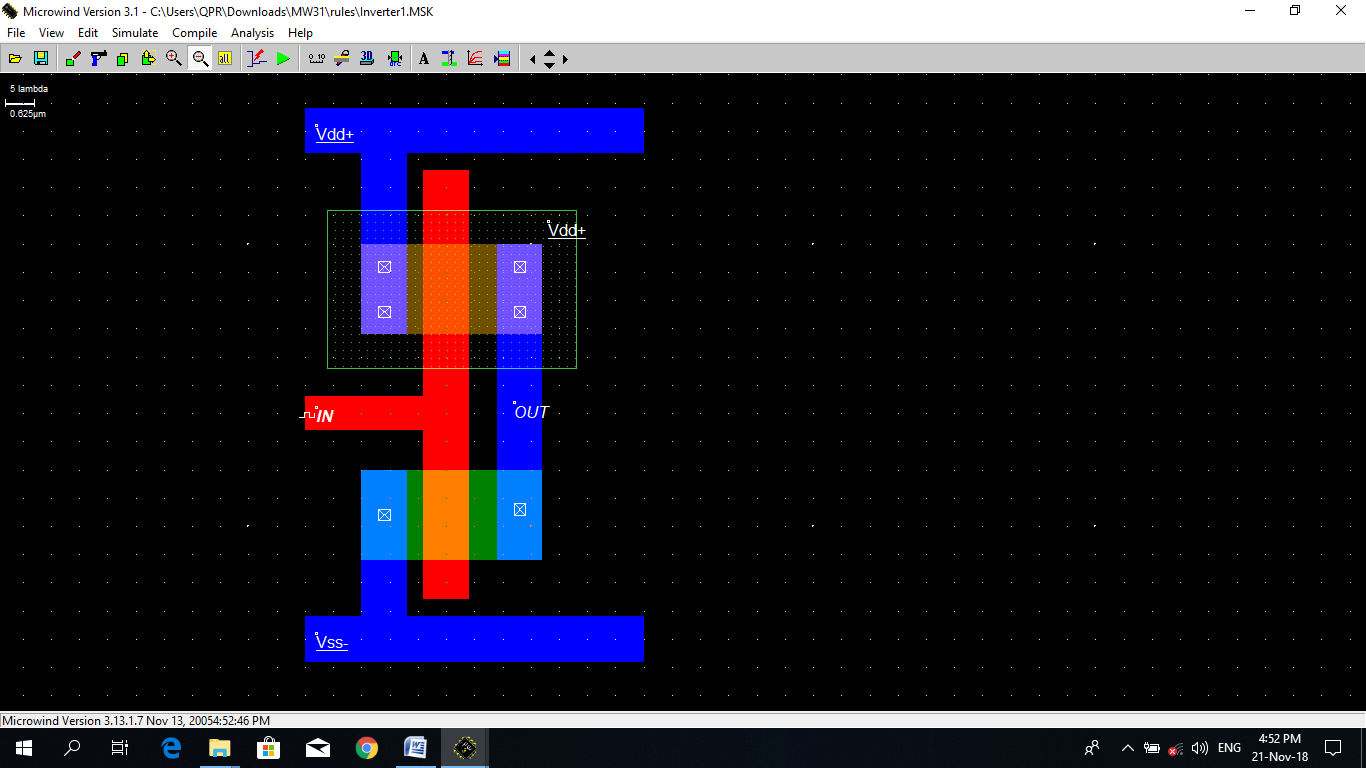 Microwind Version 3.1 - C:\Users\QPR\Downloads\MW31\rules\Inverter1.MSK
File View Edit Simulate Compile Analysis Help
5 lambda
0.625µm
Vdd+
Vdd+
IN
OUT
Vss-
Microwind Version 3.13.1.7 Nov 13, 20054:52:46 PM
ENG
4:52 PM
21-Nov-18